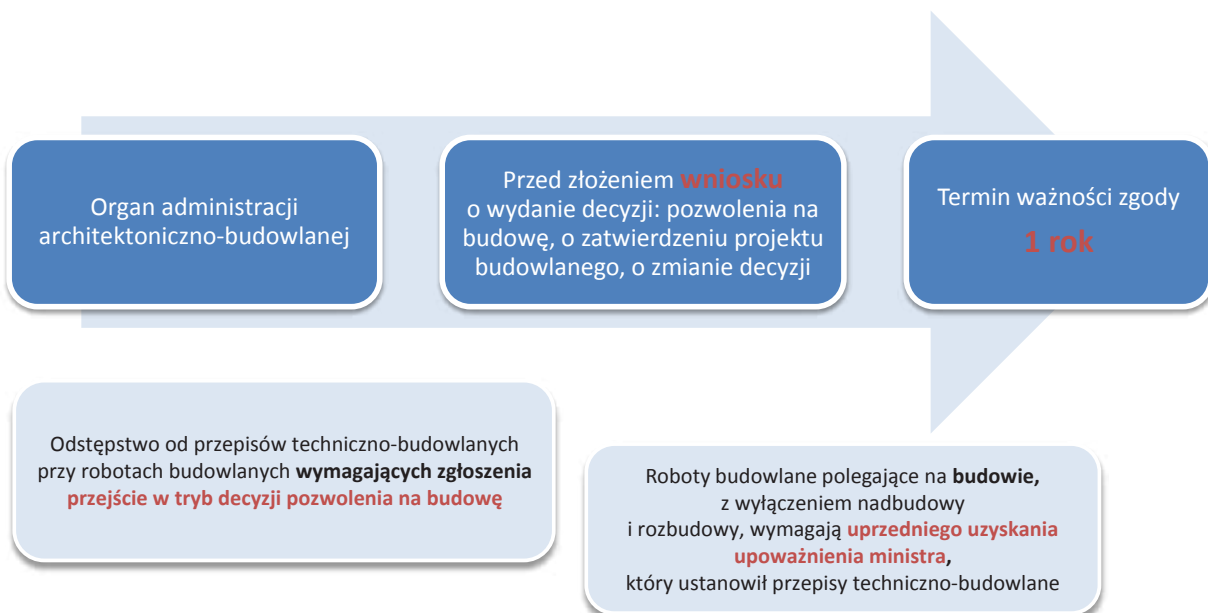 Organ administracji
architektoniczno-budowlanej
Przed złożeniem wniosku
o wydanie decyzji: pozwolenia na
budowę, o zatwierdzeniu projektu
budowlanego, o zmianie decyzji
Termin ważności zgody
1 rok
Odstępstwo od przepisów techniczno-budowlanych
przy robotach budowlanych wymagających zgłoszenia
przejście w tryb decyzji pozwolenia na budowę
Roboty budowlane polegające na budowie,
z wyłączeniem nadbudowy
i rozbudowy, wymagają uprzedniego uzyskania
upoważnienia ministra,
który ustanowił przepisy techniczno-budowlane